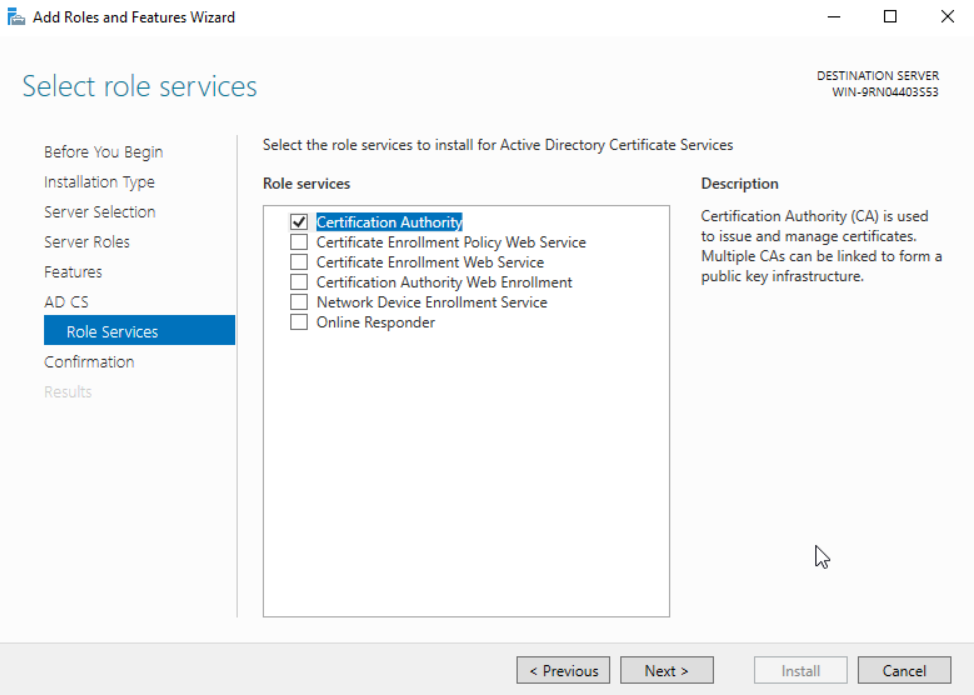 Add Roles and Features Wizard
Select role services
DESTINATION SERVER
WIN-9RN04403S53
Before You Begin
Installation Type
Server Selection
Server Roles
Features
AD CS
Role Services
Confirmation
Results
Select the role services to install for Active Directory Certificate Services
Role services
Certification Authority
Certificate Enrollment Policy Web Service
Certificate Enrollment Web Service
Certification Authority Web Enrollment
Network Device Enrollment Service
Online Responder
Description
Certification Authority (CA) is used
to issue and manage certificates.
Multiple CAs can be linked to form a
public key infrastructure.
< Previous
Next >
Install
Cancel